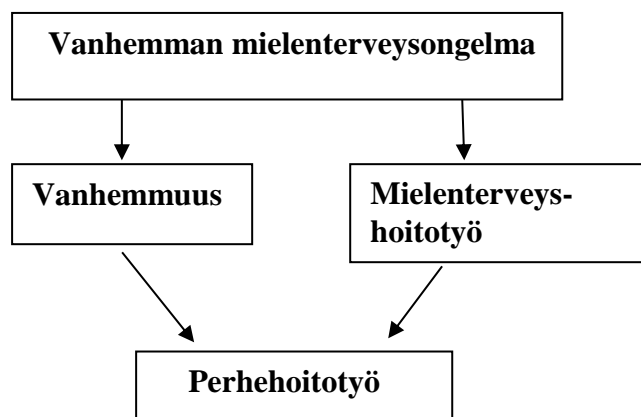 Vanhemman mielenterveysongelma
Vanhemmuus
Mielenterveys-
hoitotyö
Perhehoitotyö